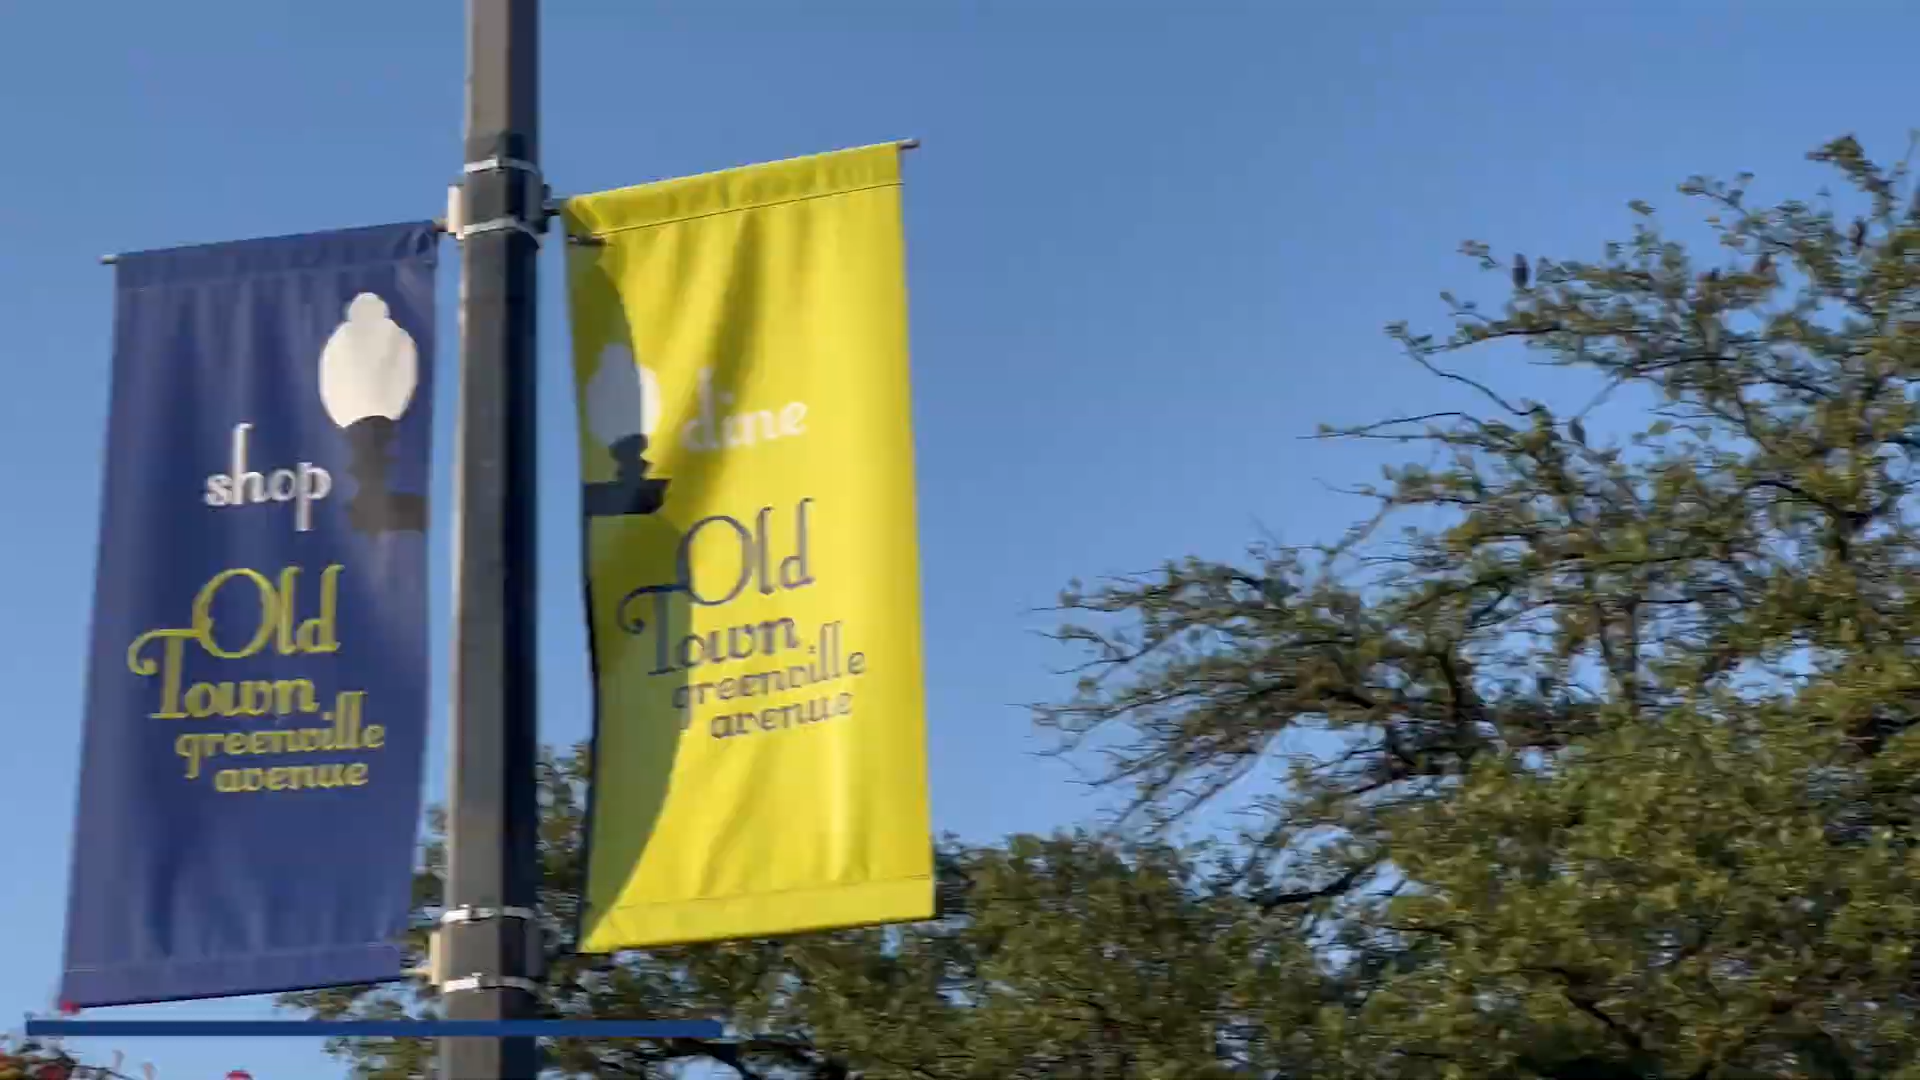 shop
Old
Town
greenville
avenue
dine
Old
Town
greenville
avenue